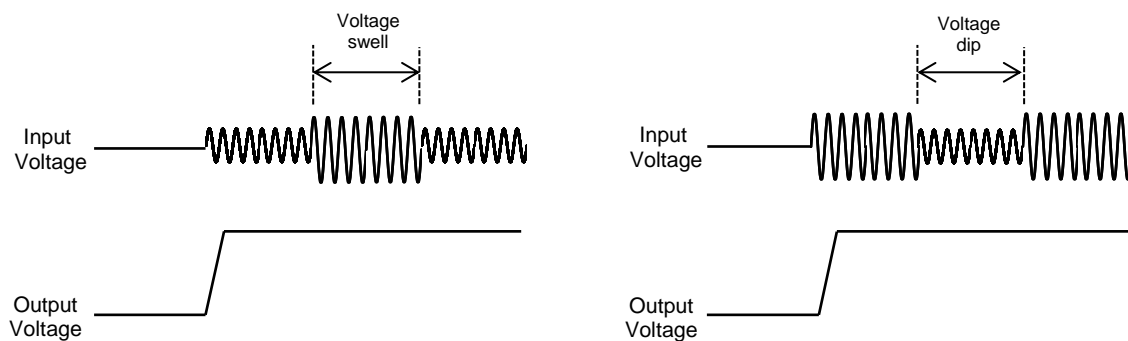 Voltage
swell
Input
Voltage
Output
Voltage
Voltage
dip
Input
Voltage
Output
Voltage